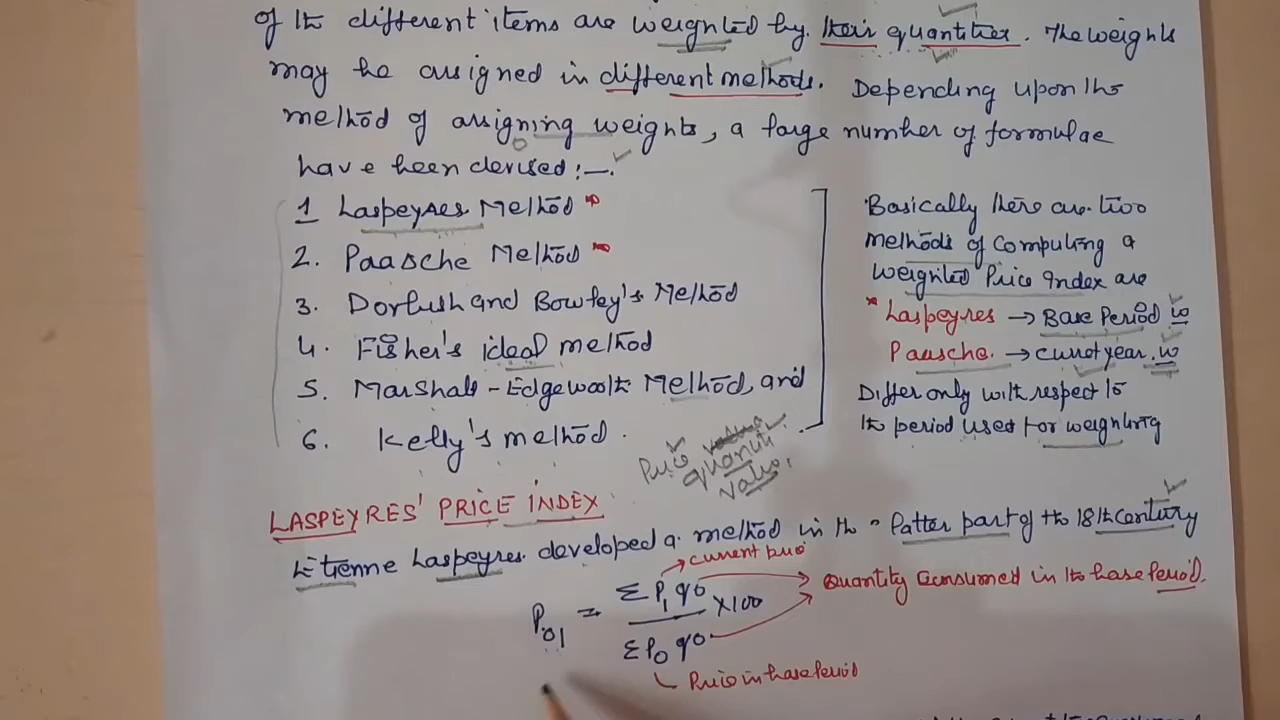 of the different items are weighted by their quantities. The weights
may be assigned in different methods. Depending upon the
method of assigning weights, a large number of formulae
have been devised :—.
1 Laspeyres Method *
2. Paasche Method *
3. Dorbush and Bowley's Method
4. Fisher's ideal method
5. Marshall - Edgeworth Method, and
6. Kelly's method.
Basically there are two
methods of computing a
weighted Price Index are
* Laspeyres → Base Period
Paasche. → current year.
Differ only with respect to
the period used for weighting
Price
quantity
value.
LASPEYRES' PRICE INDEX
Etienne Laspeyres developed a method in the latter part of the 18th century
→ current price
P01 = Σ P1 q0 / Σ P0 q0 × 100
Quantity Consumed in the base Period.
Price in base Period